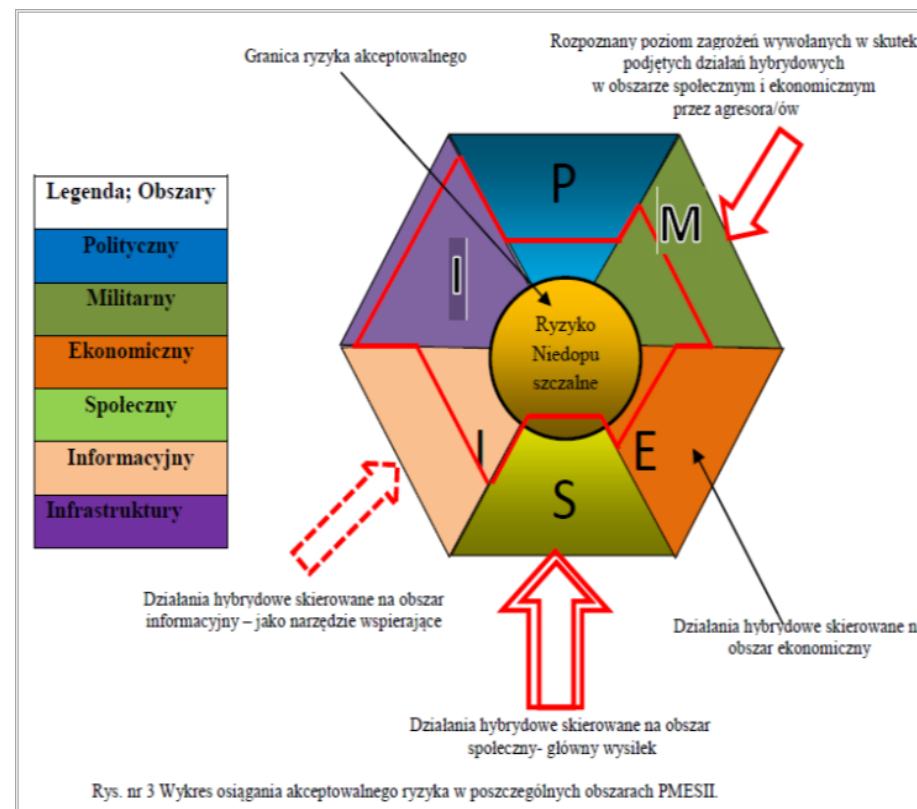 Granica ryzyka akceptowalnego
Rozpoznany poziom zagrożeń wywołanych w skutek
podjętych działań hybrydowych
w obszarze społecznym i ekonomicznym
przez agresora/ów
Legenda; Obszary
Polityczny
Militarny
Ekonomiczny
Społeczny
Informacyjny
Infrastruktury
P
M
I
Ryzyko
Niedopu
szczalne
I
E
S
Działania hybrydowe skierowane na obszar
informacyjny – jako narzędzie wspierające
Działania hybrydowe skierowane n
obszar ekonomiczny
Działania hybrydowe skierowane na obszar
społeczny- główny wysiłek
Rys. nr 3 Wykres osiągania akceptowalnego ryzyka w poszczególnych obszarach PMESII.